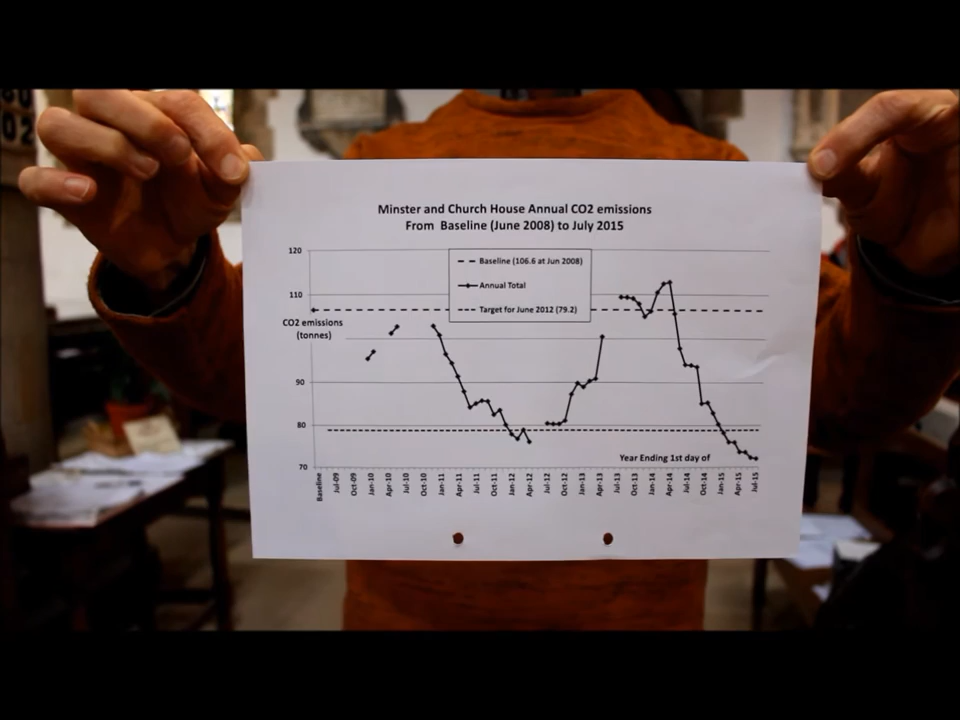 Minster and Church House Annual CO2 emissions
From Baseline (June 2008) to July 2015
120
110
90
80
70
CO2 emissions
(tonnes)
Baseline (106.6 at Jun 2008)
Annual Total
Target for June 2012 (79.2)
Year Ending 1st day of
Baseline
Jul-09
Oct-09
Jan-10
Apr-10
Jul-10
Oct-10
Jan-11
Apr-11
Jul-11
Oct-11
Jan-12
Apr-12
Jul-12
Oct-12
Jan-13
Apr-13
Jul-13
Oct-13
Jan-14
Apr-14
Jul-14
Oct-14
Jan-15
Apr-15
Jul-15